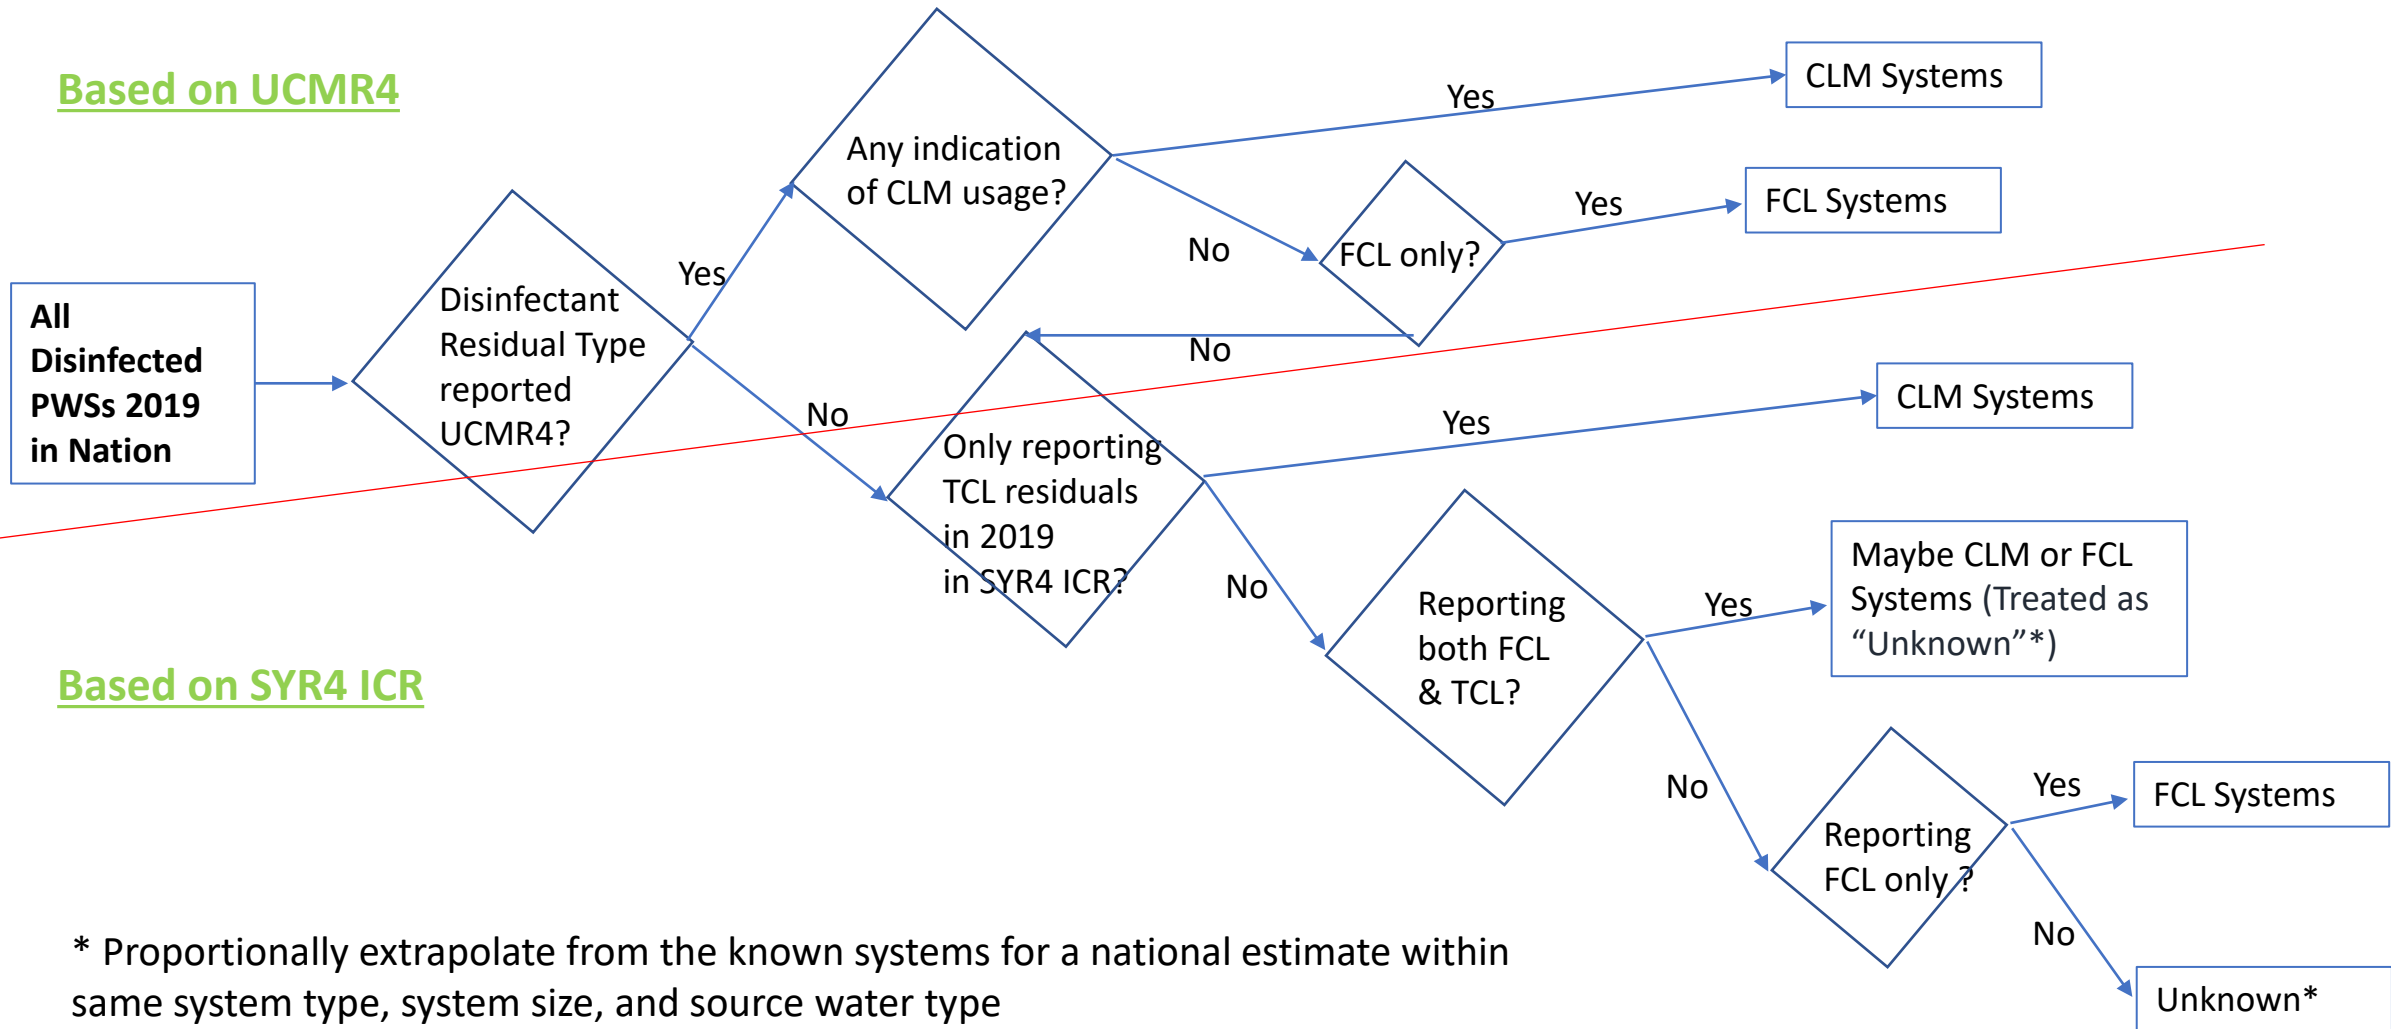 Based on UCMR4
All
Disinfected
PWSs 2019
in Nation
Disinfectant
Residual Type
reported
UCMR4?
Yes
No
Any indication
of CLM usage?
Yes
CLM Systems
No
FCL only?
Yes
FCL Systems
No
Only reporting
TCL residuals
in 2019
in SYR4 ICR?
Yes
CLM Systems
No
Reporting
both FCL
& TCL?
Yes
Maybe CLM or FCL
Systems (Treated as
“Unknown”*)
No
Reporting
FCL only ?
Yes
FCL Systems
No
Unknown*
Based on SYR4 ICR
* Proportionally extrapolate from the known systems for a national estimate within
same system type, system size, and source water type